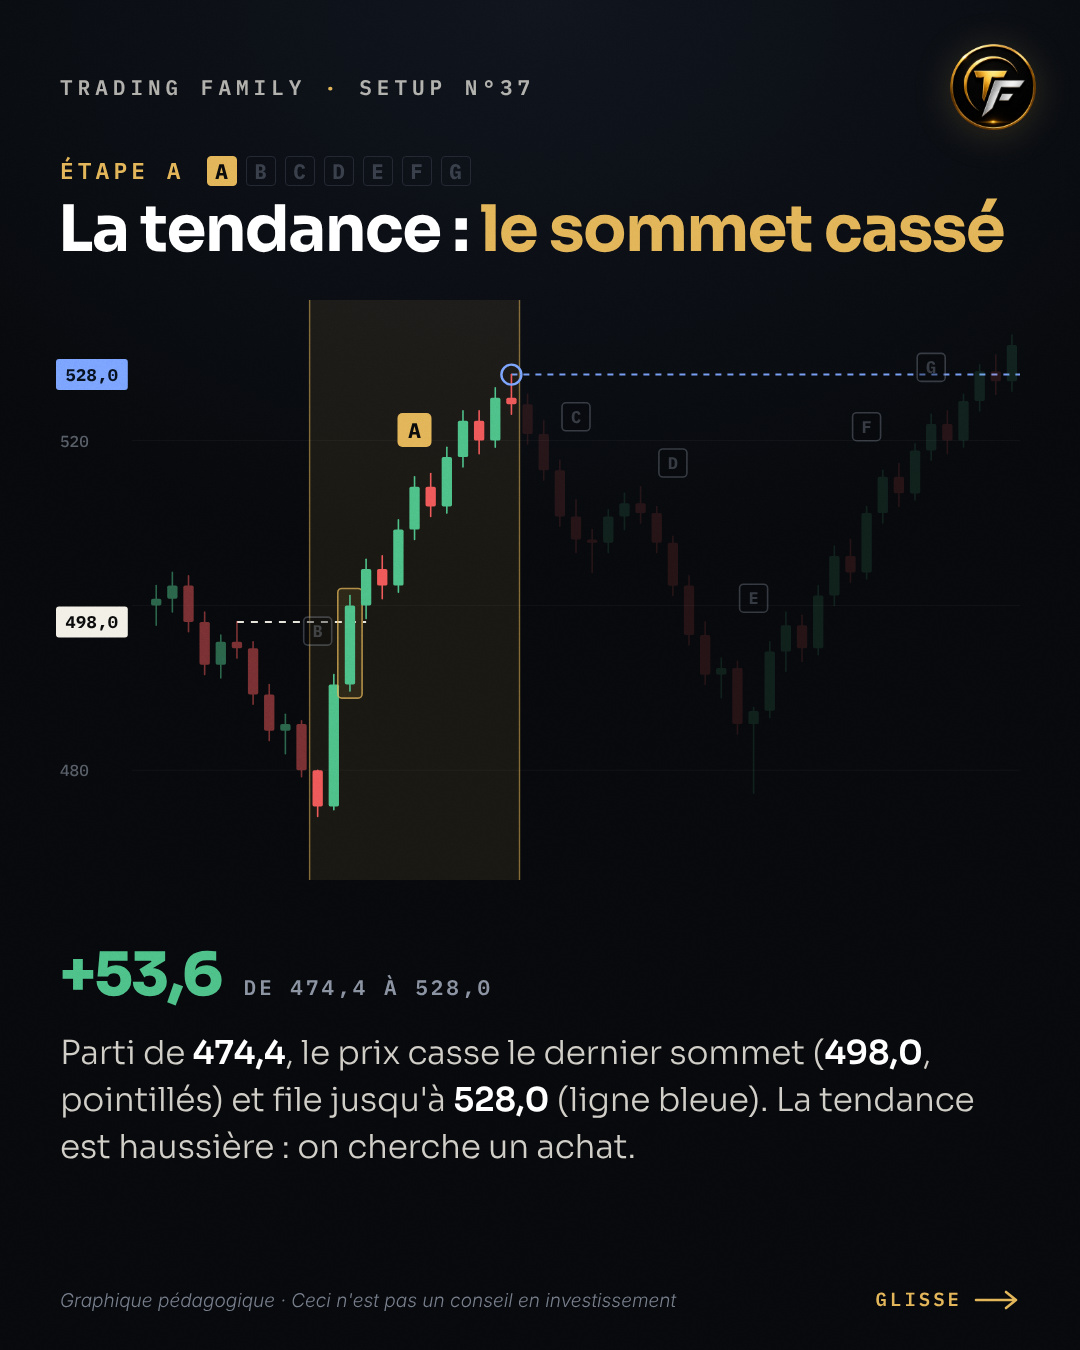 TRADING FAMILY · SETUP N°37
TF
ÉTAPE A A B C D E F G
La tendance : le sommet cassé
528,0
G
A
C
520
F
D
E
498,0
B
480
+53,6 DE 474,4 À 528,0
Parti de 474,4, le prix casse le dernier sommet (498,0,
pointillés) et file jusqu'à 528,0 (ligne bleue). La tendance
est haussière : on cherche un achat.
Graphique pédagogique · Ceci n'est pas un conseil en investissement
GLISSE →